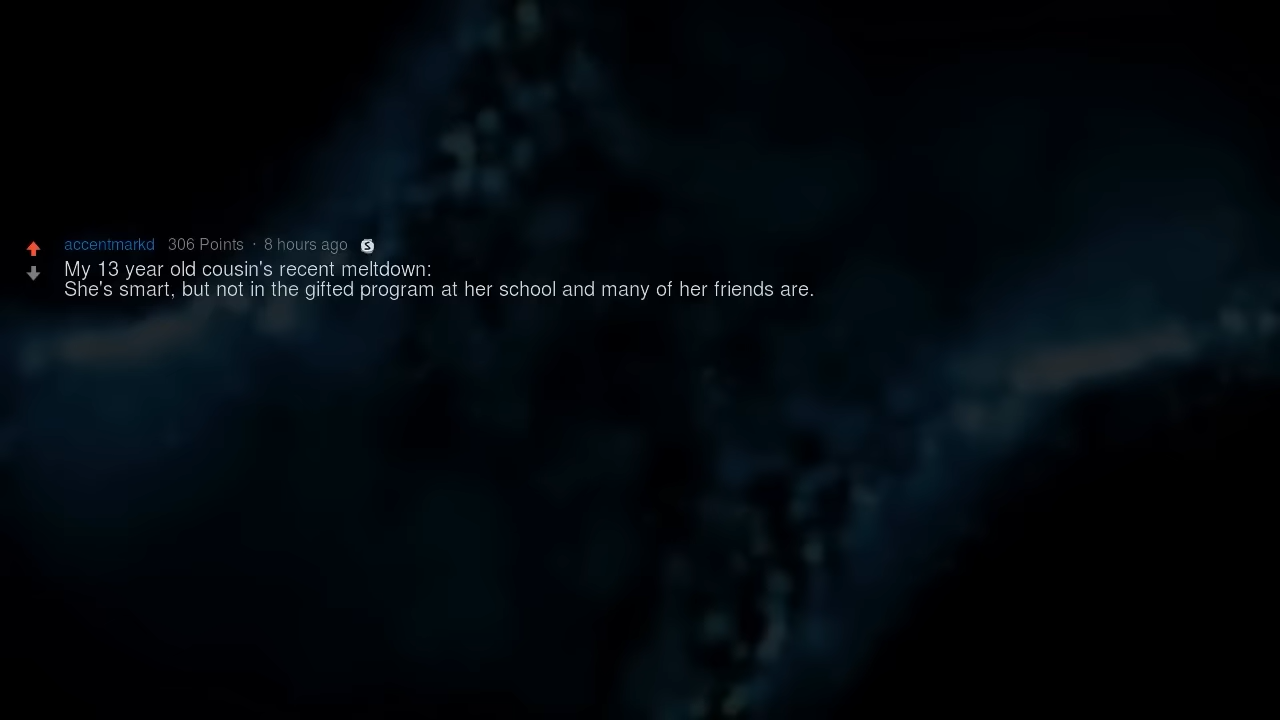 accentmarkd 306 Points · 8 hours ago
My 13 year old cousin's recent meltdown:
She's smart, but not in the gifted program at her school and many of her friends are.